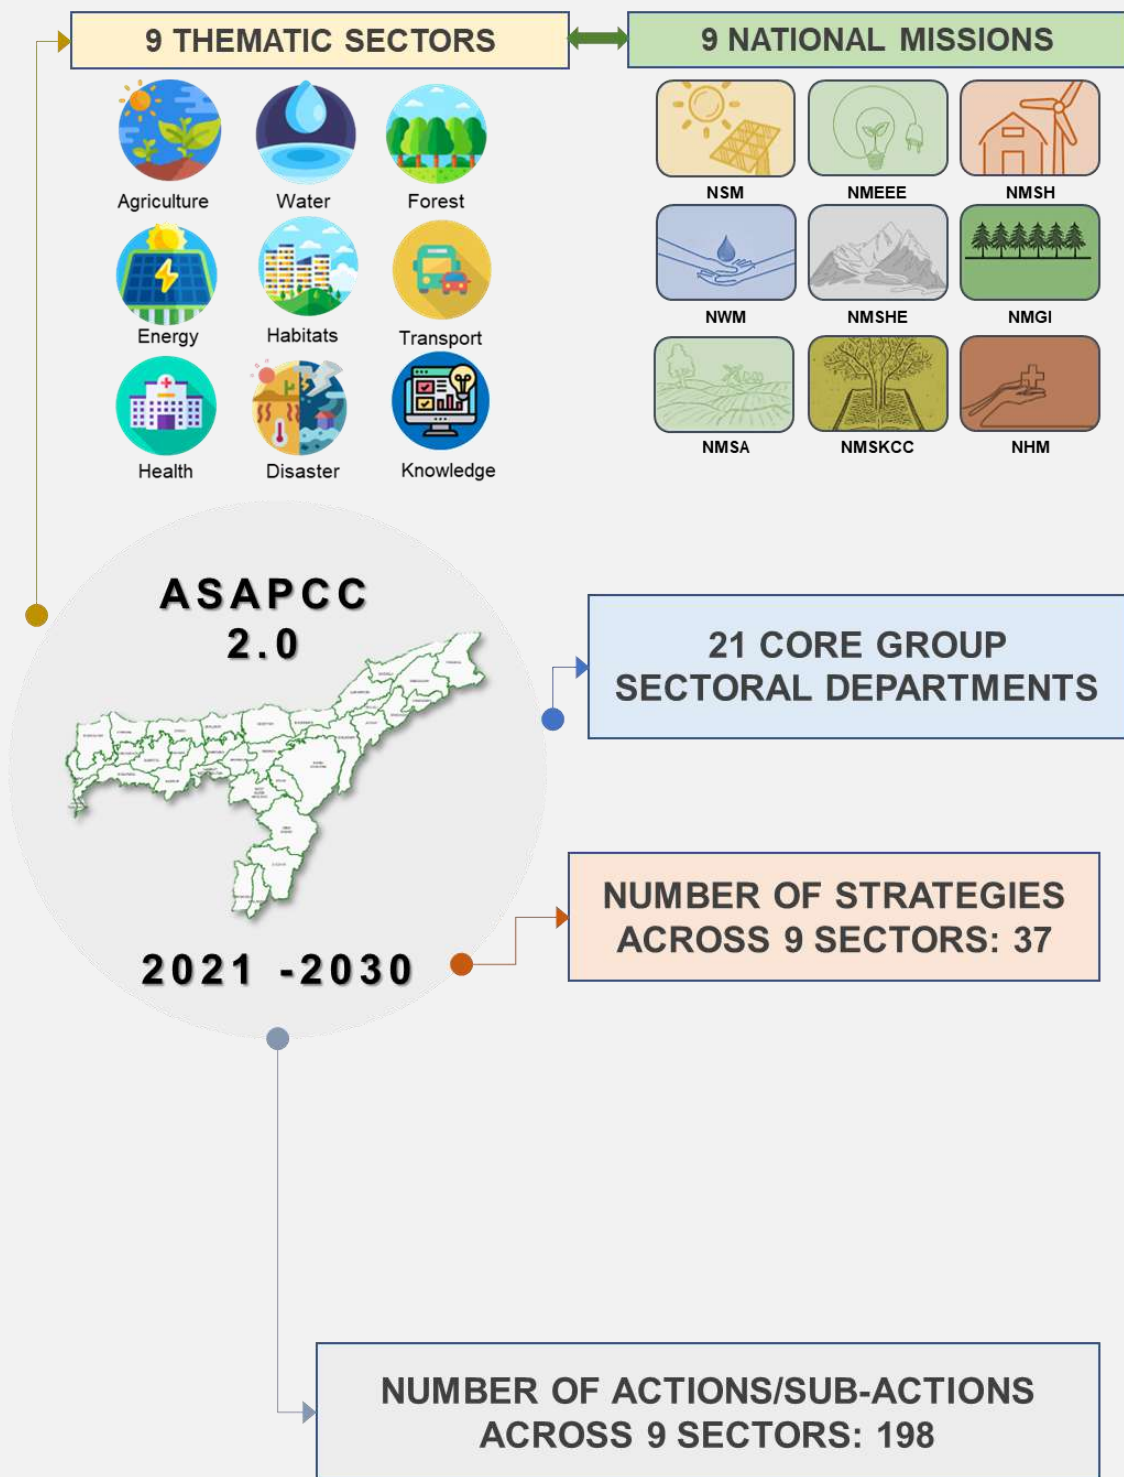 9 THEMATIC SECTORS
9 NATIONAL MISSIONS
Agriculture
Water
Forest
Energy
Habitats
Transport
Health
Disaster
Knowledge
NSM
NMEEE
NMSH
NWM
NMSHE
NMGI
NMSA
NMSKCC
NHM
ASAPCC
2.0
2021 -2030
21 CORE GROUP
SECTORAL DEPARTMENTS
NUMBER OF STRATEGIES
ACROSS 9 SECTORS: 37
NUMBER OF ACTIONS/SUB-ACTIONS
ACROSS 9 SECTORS: 198